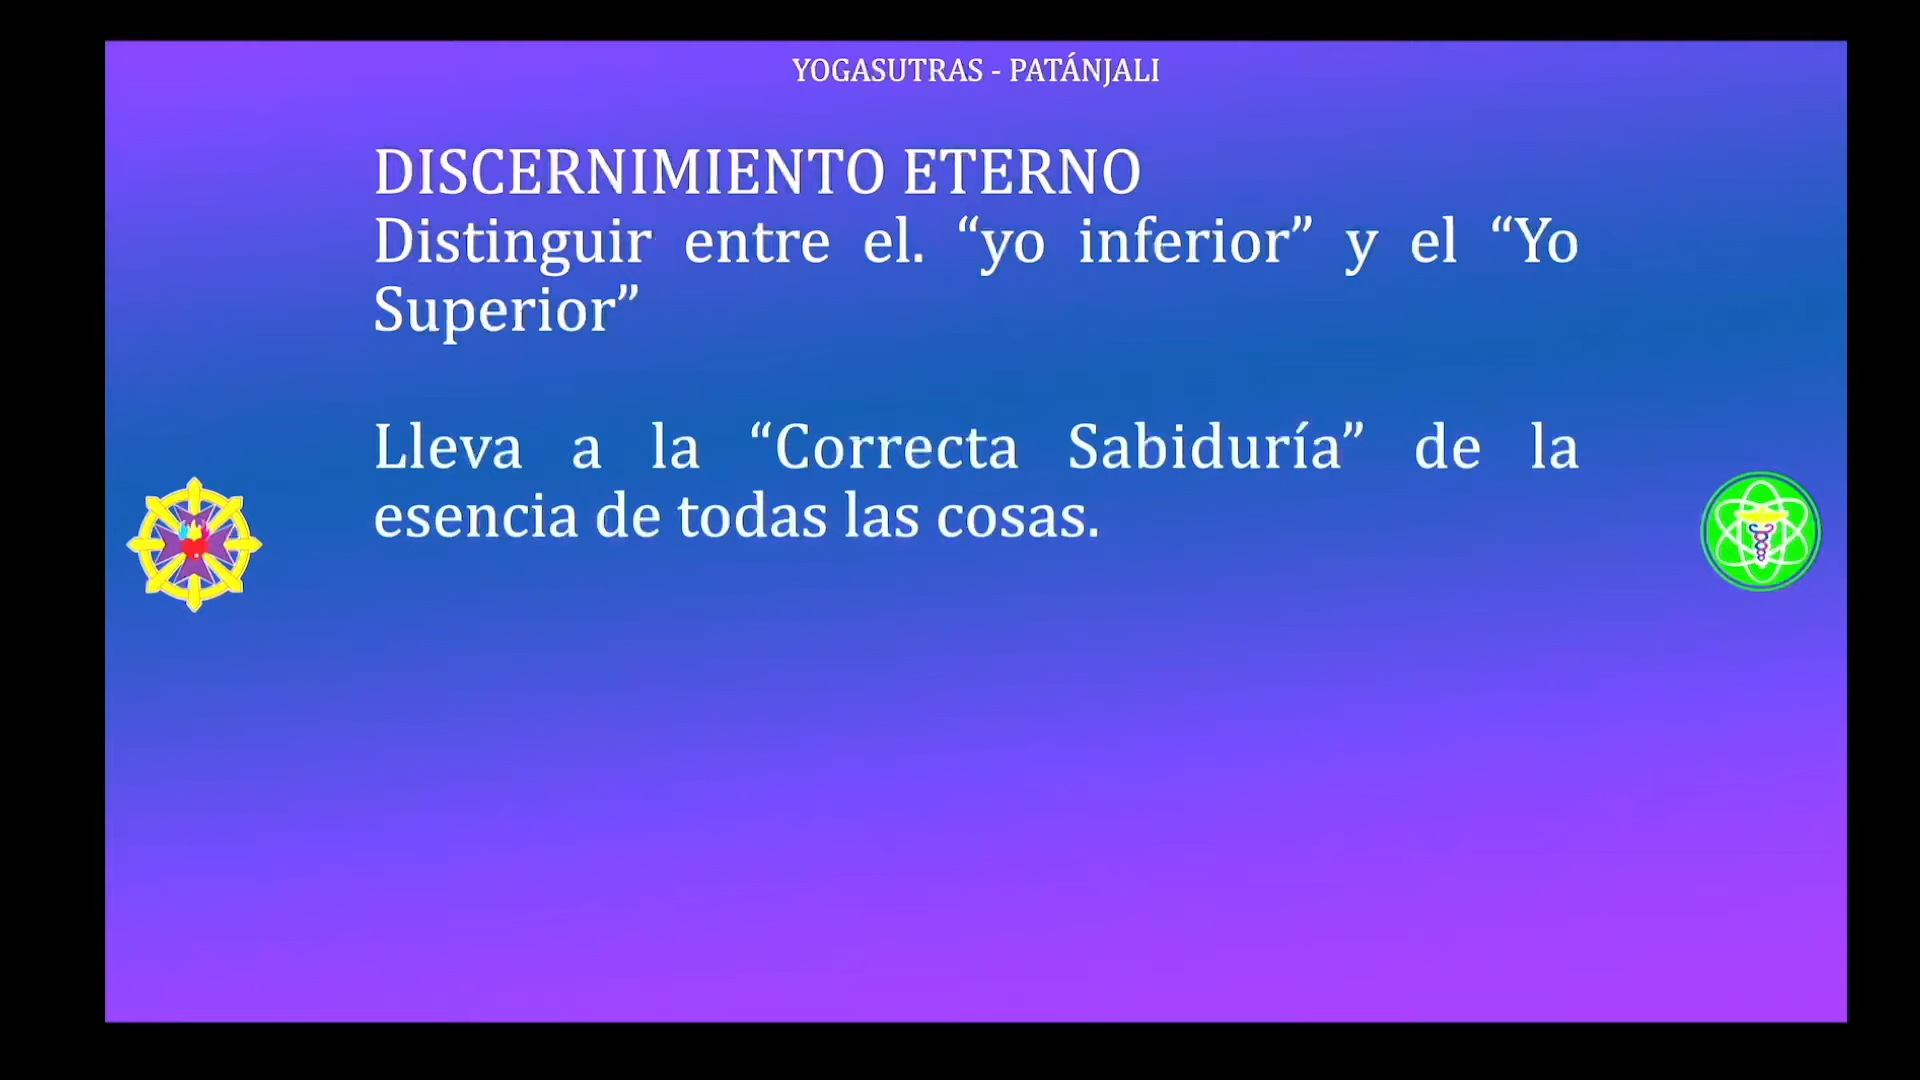 YOGASUTRAS - PATÁNJALI
DISCERNIMIENTO ETERNO
Distinguir entre el. “yo inferior” y el “Yo
Superior”
Lleva a la “Correcta Sabiduría” de la
esencia de todas las cosas.